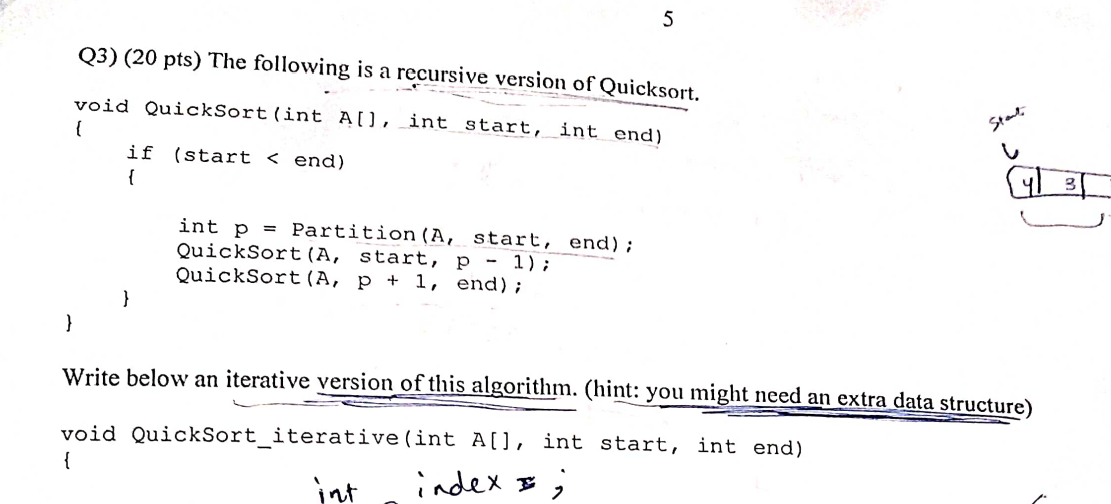 5
Q3) (20 pts) The following is a recursive version of Quicksort.
void QuickSort(int A[], int start, int end)
{
if (start < end)
{
int p = Partition(A, start, end);
QuickSort(A, start, p - 1);
QuickSort(A, p + 1, end);
}
}
start
4 3
Write below an iterative version of this algorithm. (hint: you might need an extra data structure)
void QuickSort_iterative(int A[], int start, int end)
{
int index = ;